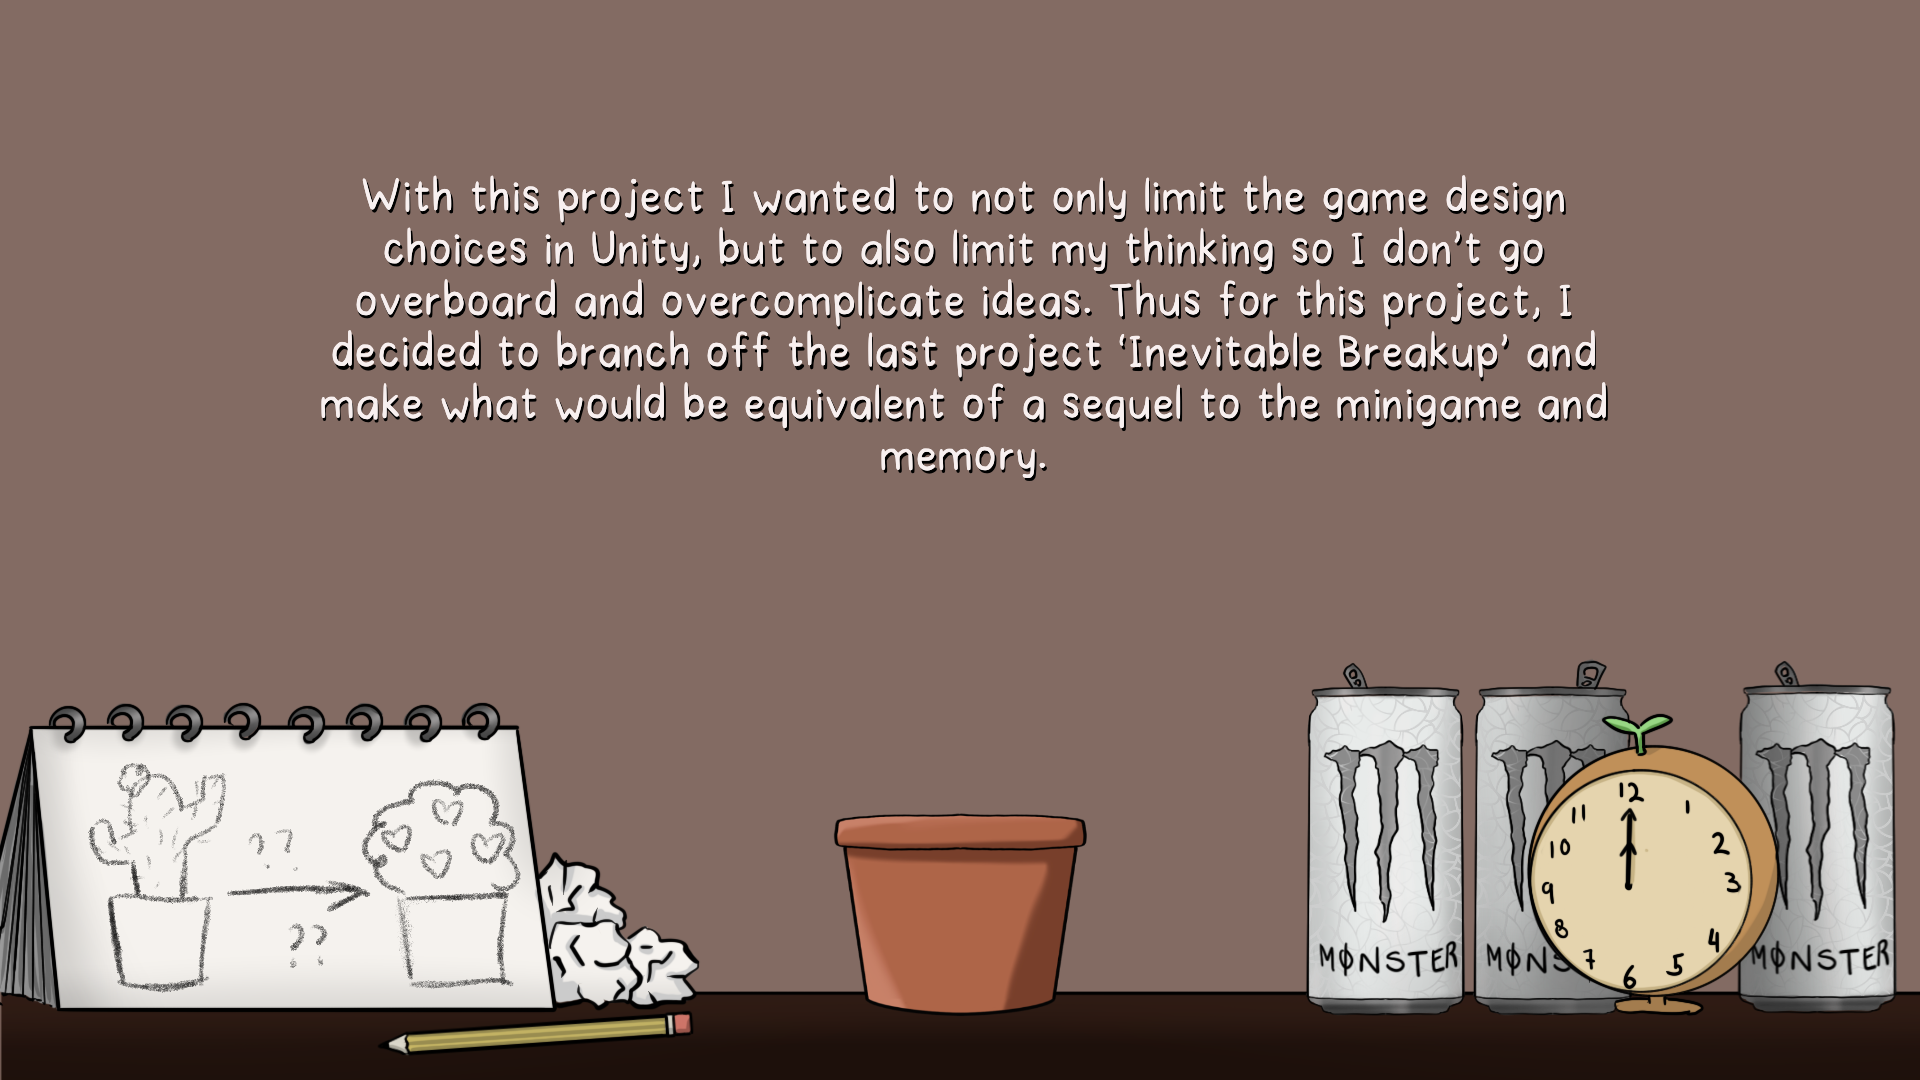 With this project I wanted to not only limit the game design
choices in Unity, but to also limit my thinking so I don't go
overboard and overcomplicate ideas. Thus for this project, I
decided to branch off the last project ‘Inevitable Breakup’ and
make what would be equivalent of a sequel to the minigame and
memory.
??
??
MØNSTER
MØNS
MØNSTER
12
1
2
3
4
5
6
7
8
9
10
11